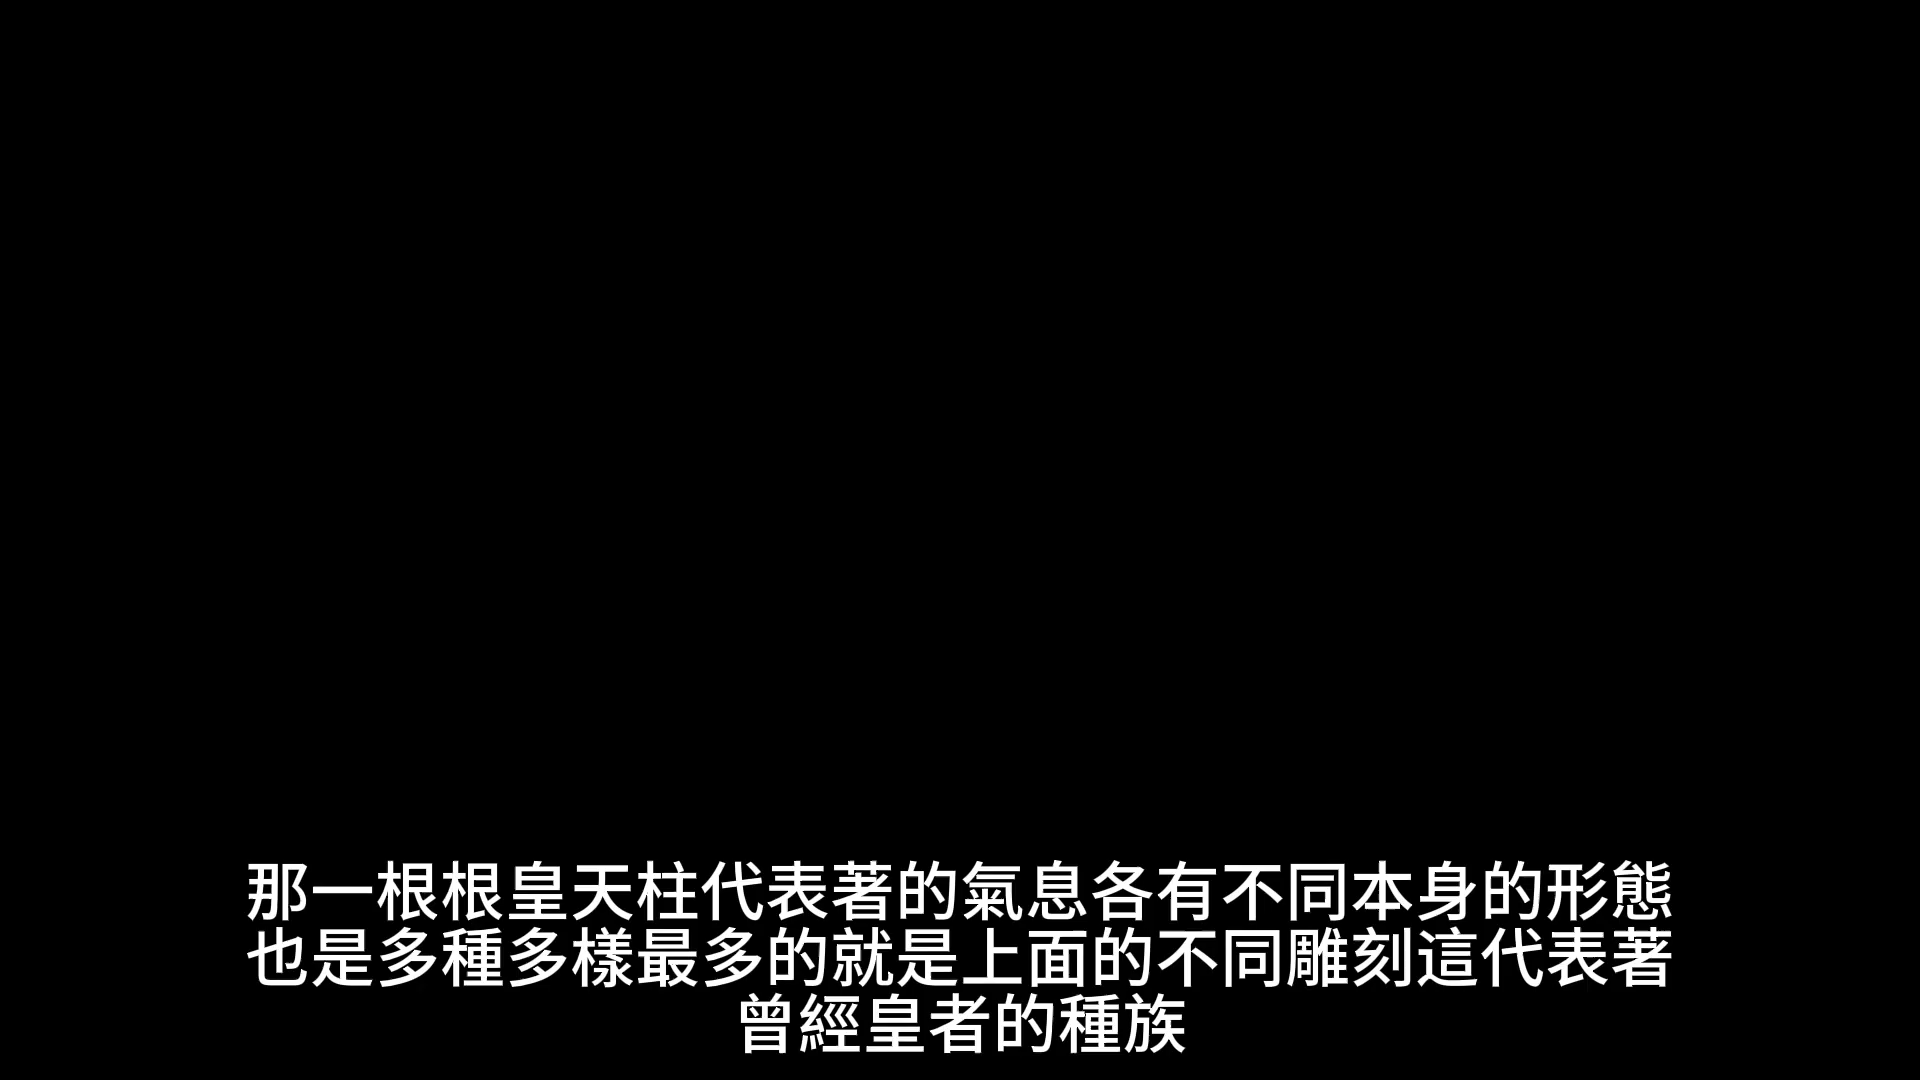 那一根根皇天柱代表著的氣息各有不同本身的形態
也是多種多樣最多的就是上面的不同雕刻這代表著
曾經皇者的種族